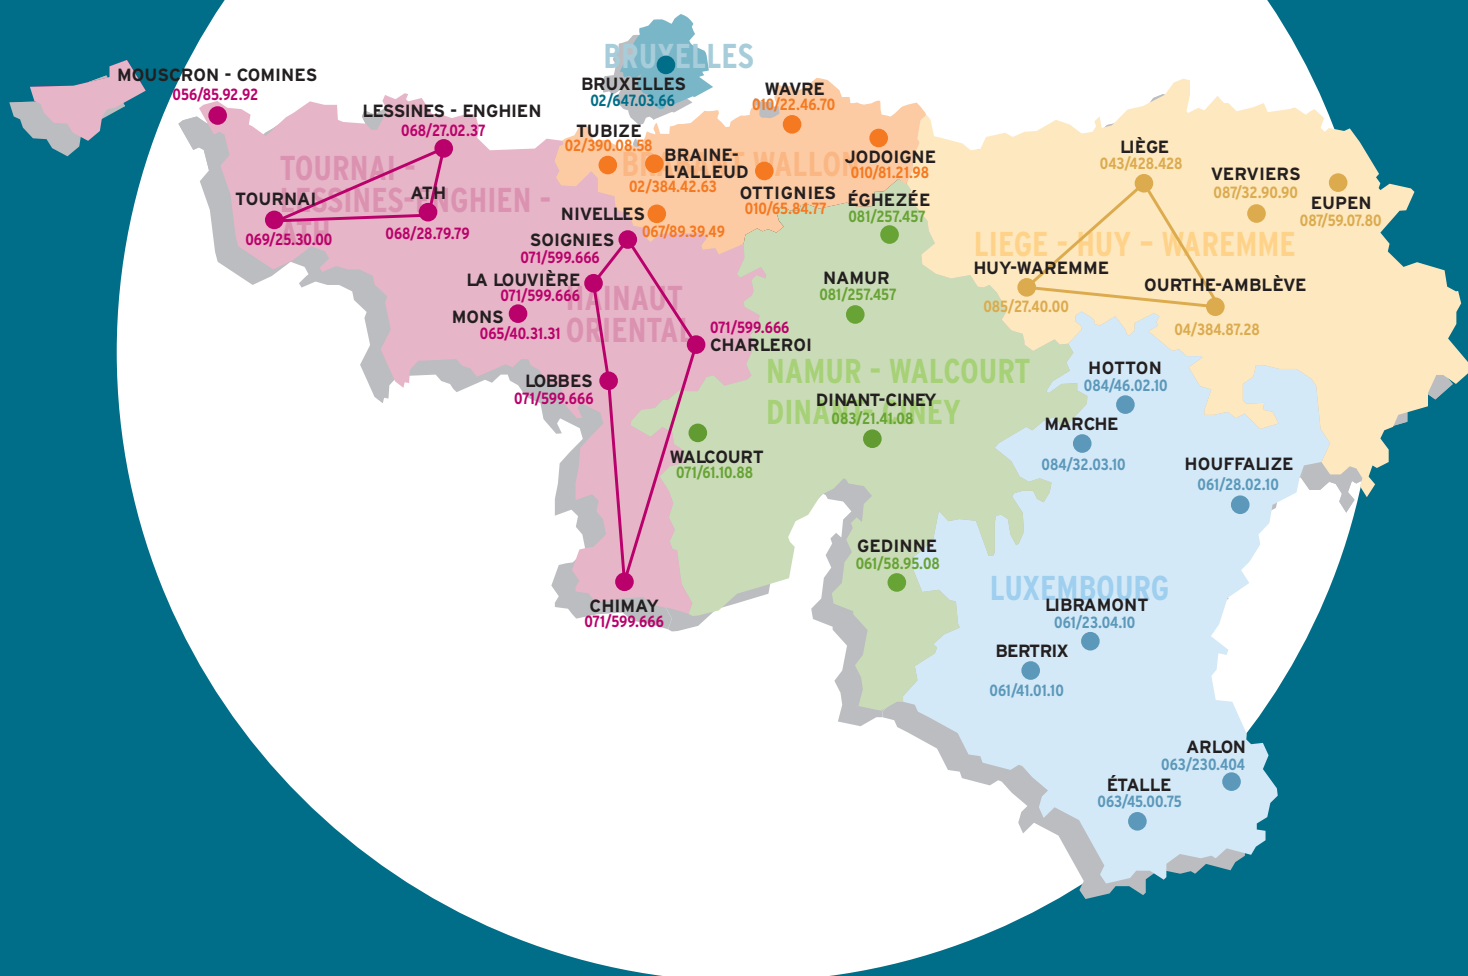 BRUXELLES
BRUXELLES
02/647.03.66
MOUSCRON - COMINES
056/85.92.92
LESSINES - ENGHIEN
068/27.02.37
TOURNAI -
LESSINES-ENGHIEN -
ATH
TOURNAI
069/25.30.00
ATH
068/28.79.79
TUBIZE
02/390.08.58
BRAINE-
L'ALLEUD
02/384.42.63
WAVRE
010/22.46.70
JODOIGNE
010/81.21.98
OTTIGNIES
010/65.84.77
NIVELLES
067/89.39.49
SOIGNIES
071/599.666
LA LOUVIÈRE
071/599.666
MONS
065/40.31.31
HAINAUT
ORIENTAL
071/599.666
CHARLEROI
LOBBES
071/599.666
CHIMAY
071/599.666
ÉGHEZÉE
081/257.457
NAMUR
081/257.457
NAMUR - WALCOURT
DINANT-CINEY
DINANT-CINEY
083/21.41.08
WALCOURT
071/61.10.88
GEDINNE
061/58.95.08
LIÈGE
043/428.428
VERVIERS
087/32.90.90
EUPEN
087/59.07.80
LIEGE - HUY - WAREMME
HUY-WAREMME
085/27.40.00
OURTHE-AMBLÈVE
04/384.87.28
HOTTON
084/46.02.10
MARCHE
084/32.03.10
HOUFFALIZE
061/28.02.10
LUXEMBOURG
LIBRAMONT
061/23.04.10
BERTRIX
061/41.01.10
ARLON
063/230.404
ÉTALLE
063/45.00.75